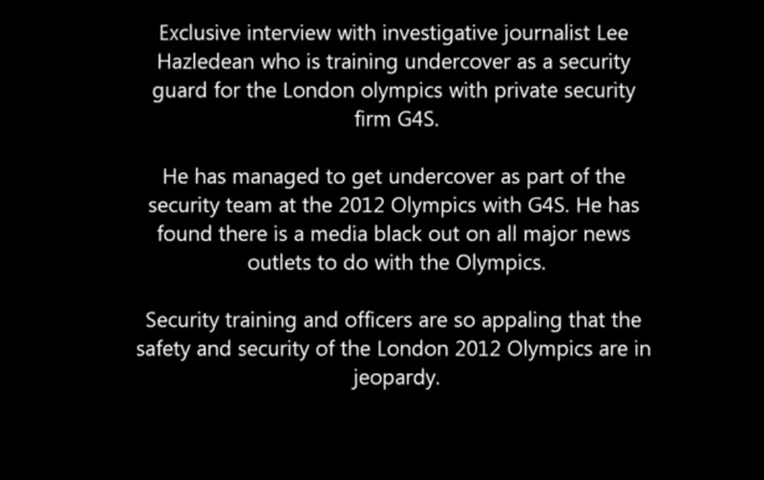 Exclusive interview with investigative journalist Lee
Hazledean who is training undercover as a security
guard for the London olympics with private security
firm G4S.
He has managed to get undercover as part of the
security team at the 2012 Olympics with G4S. He has
found there is a media black out on all major news
outlets to do with the Olympics.
Security training and officers are so appaling that the
safety and security of the London 2012 Olympics are in
jeopardy.